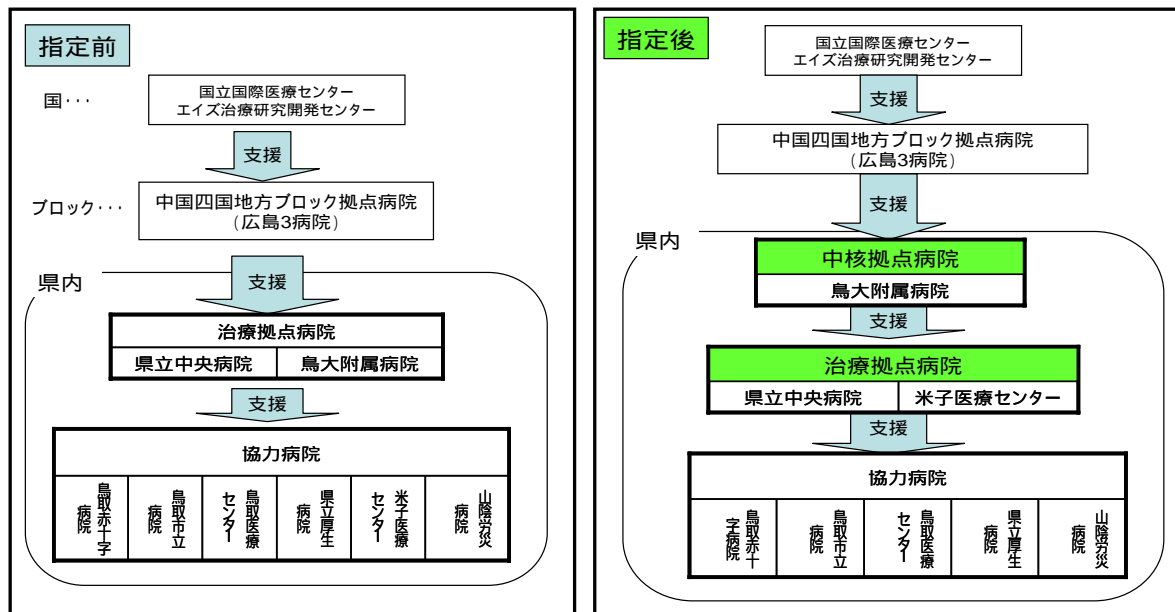 指定前
国･･･
国立国際医療センター
エイズ治療研究開発センター
支援
ブロック･･･
中国四国地方ブロック拠点病院
(広島3病院)
県内
支援
治療拠点病院
県立中央病院
鳥大附属病院
支援
協力病院
鳥取赤十字
病院
鳥取市立
病院
鳥取医療
センター
県立厚生
病院
米子医療
センター
山陰労災
病院
指定後
国立国際医療センター
エイズ治療研究開発センター
支援
中国四国地方ブロック拠点病院
(広島3病院)
支援
県内
中核拠点病院
鳥大附属病院
支援
治療拠点病院
県立中央病院
米子医療センター
支援
協力病院
鳥取赤十
字病院
鳥取市立
病院
鳥取医療
センター
県立厚生
病院
山陰労災
病院